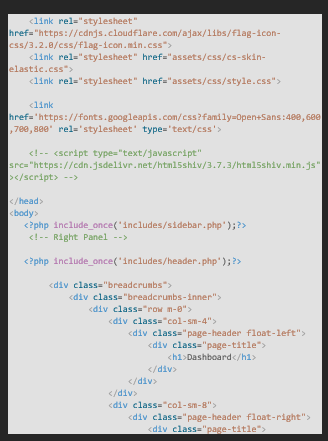 <link rel="stylesheet"
href="https://cdnjs.cloudflare.com/ajax/libs/flag-icon-
css/3.2.0/css/flag-icon.min.css">
<link rel="stylesheet" href="assets/css/cs-skin-
elastic.css">
<link rel="stylesheet" href="assets/css/style.css">
<link
href='https://fonts.googleapis.com/css?family=Open+Sans:400,600
,700,800' rel='stylesheet' type='text/css'>
<!-- <script type="text/javascript"
src="https://cdn.jsdelivr.net/html5shiv/3.7.3/html5shiv.min.js"
></script> -->
</head>
<body>
<?php include_once('includes/sidebar.php');?>
<!-- Right Panel -->
<?php include_once('includes/header.php');?>
<div class="breadcrumbs">
<div class="breadcrumbs-inner">
<div class="row m-0">
<div class="col-sm-4">
<div class="page-header float-left">
<div class="page-title">
<h1>Dashboard</h1>
</div>
</div>
</div>
<div class="col-sm-8">
<div class="page-header float-right">
<div class="page-title">